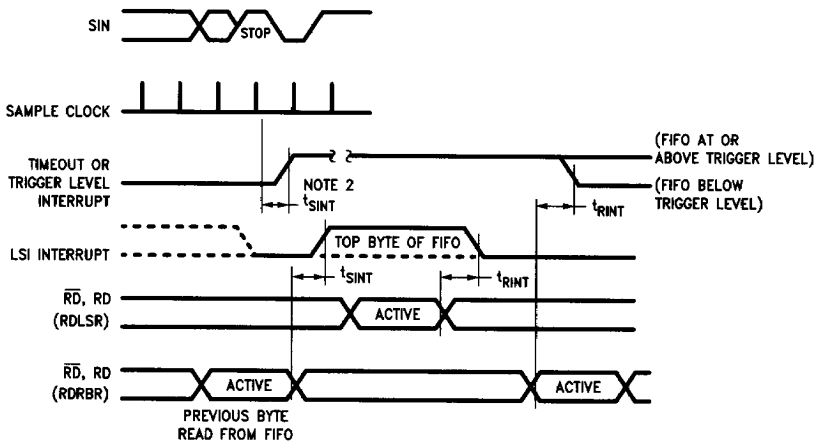 SIN
STOP
SAMPLE CLOCK
TIMEOUT OR
TRIGGER LEVEL
INTERRUPT
NOTE 2
tSINT
(FIFO AT OR
ABOVE TRIGGER LEVEL)
(FIFO BELOW
TRIGGER LEVEL)
tRINT
LSI INTERRUPT
TOP BYTE OF FIFO
tSINT
tRINT
RD, RD
(RDLSR)
ACTIVE
RD, RD
(RDRBR)
ACTIVE
ACTIVE
PREVIOUS BYTE
READ FROM FIFO